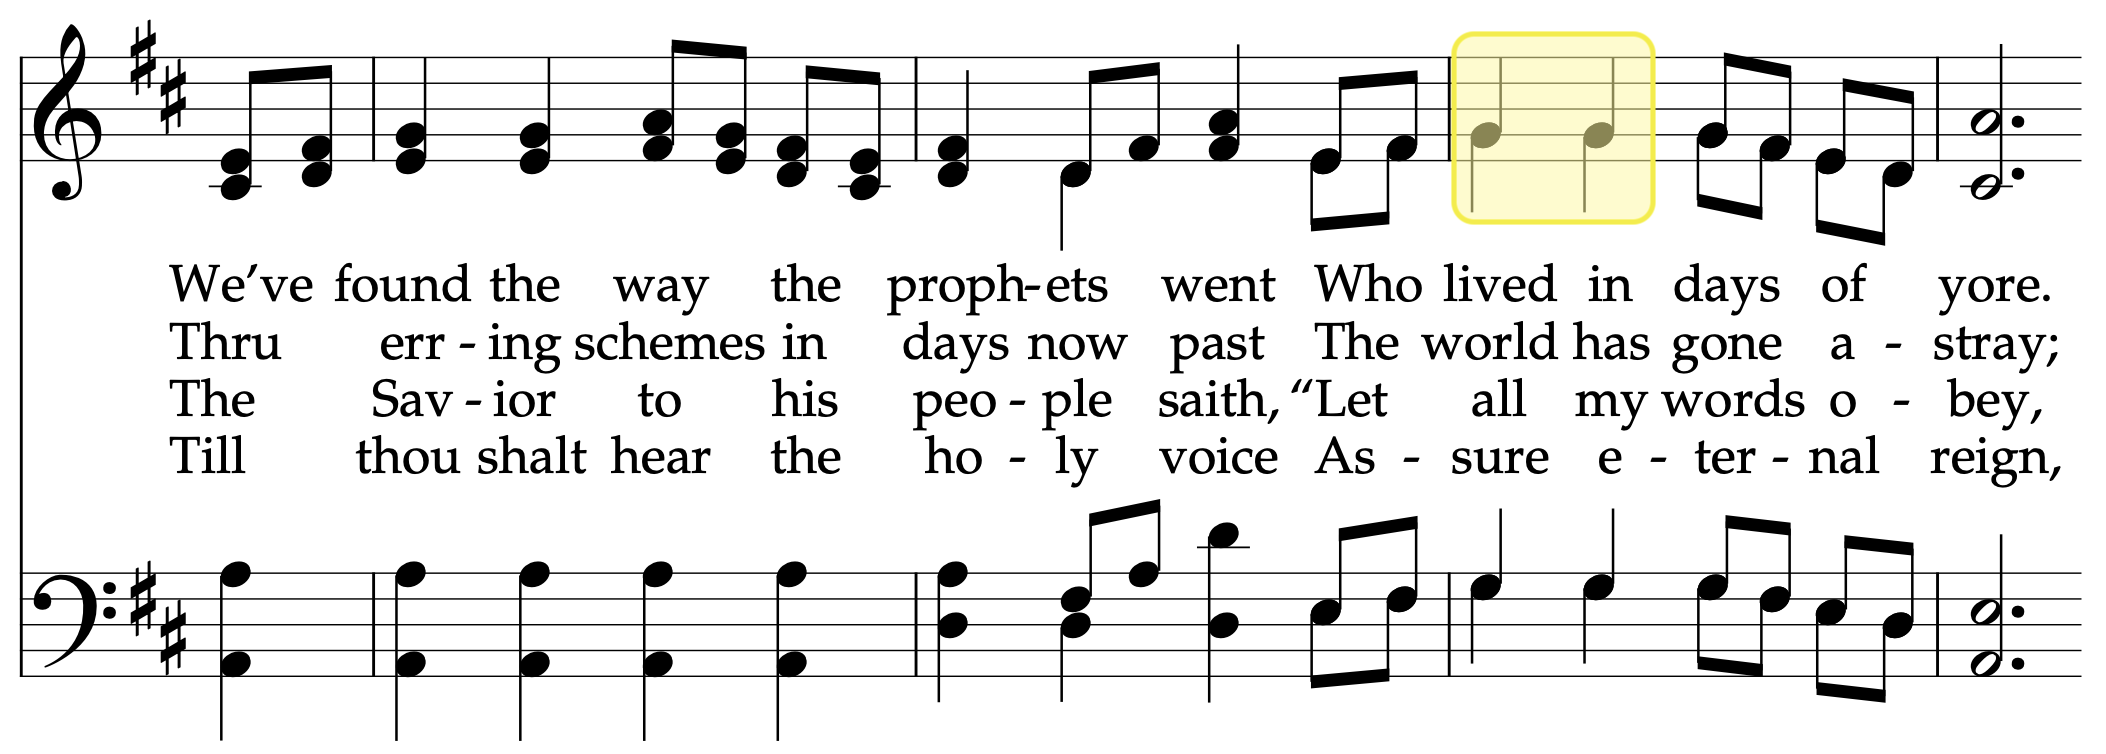 We’ve found the way the proph-ets went Who lived in days of yore.
Thru err - ing schemes in days now past The world has gone a - stray;
The Sav - ior to his peo - ple saith, “Let all my words o - bey,
Till thou shalt hear the ho - ly voice As - sure e - ter - nal reign,